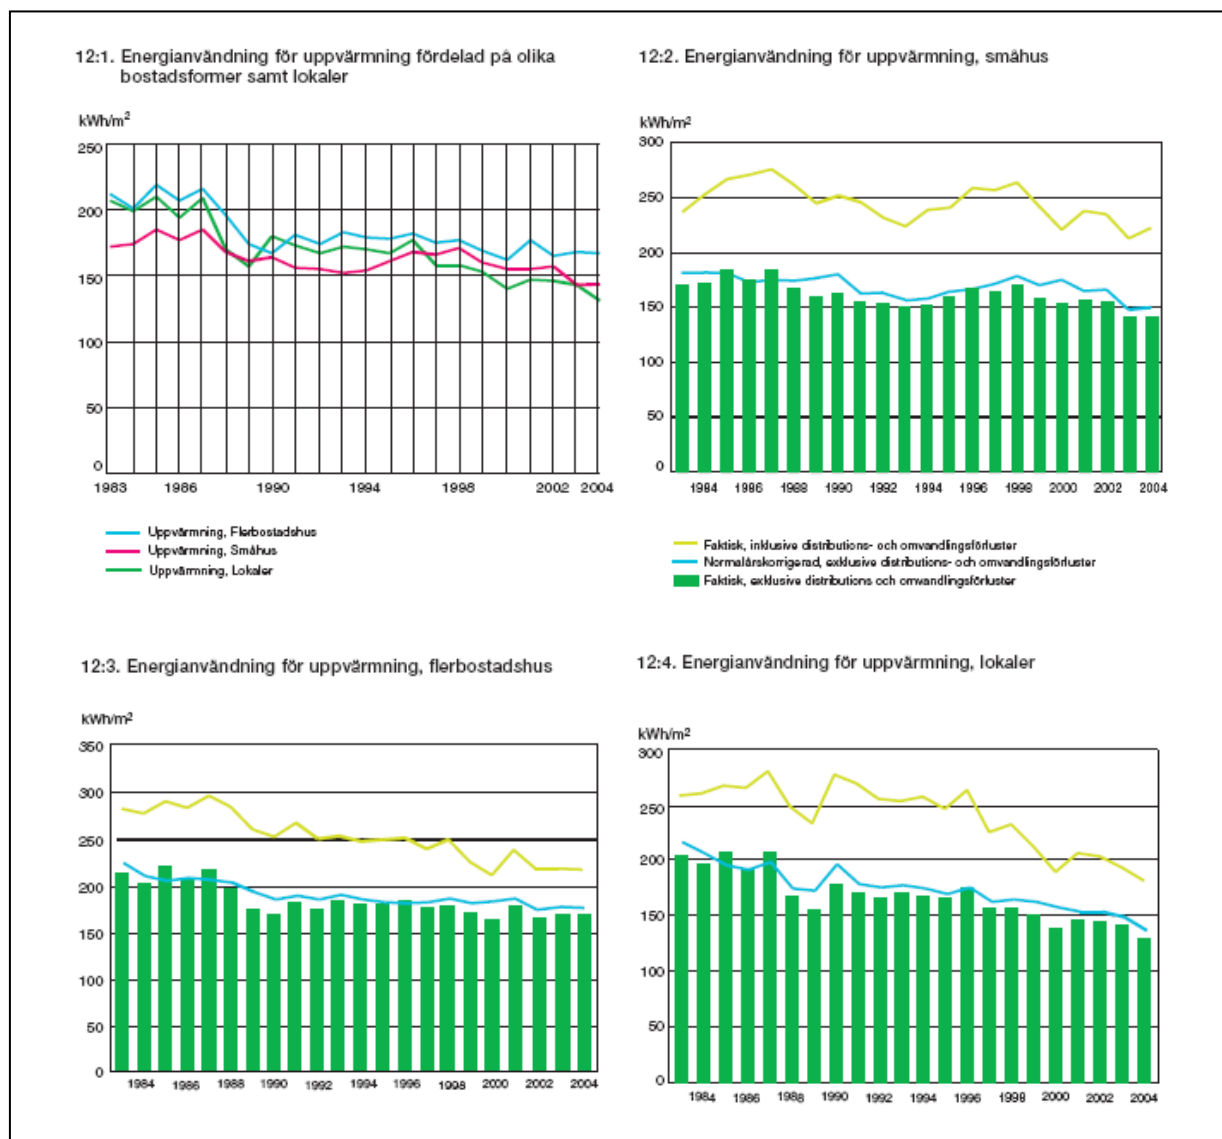 12:1. Energianvändning för uppvärmning fördelad på olika
bostadsformer samt lokaler
kWh/m²
250
200
150
100
50
0
1983 1986 1990 1994 1998 2002 2004
Uppvärmning, Flerbostadshus
Uppvärmning, Småhus
Uppvärmning, Lokaler
12:2. Energianvändning för uppvärmning, småhus
kWh/m²
300
250
200
150
100
50
0
1984 1986 1988 1990 1992 1994 1996 1998 2000 2002 2004
Faktisk, inklusive distributions- och omvandlingsförluster
Normalårskorrigerad, exklusive distributions- och omvandlingsförluster
Faktisk, exklusive distributions och omvandlingsförluster
12:3. Energianvändning för uppvärmning, flerbostadshus
kWh/m²
350
300
250
200
150
100
50
0
1984 1986 1988 1990 1992 1994 1996 1998 2000 2002 2004
12:4. Energianvändning för uppvärmning, lokaler
kWh/m²
300
250
200
150
100
50
0
1984 1986 1988 1990 1992 1994 1996 1998 2000 2002 2004